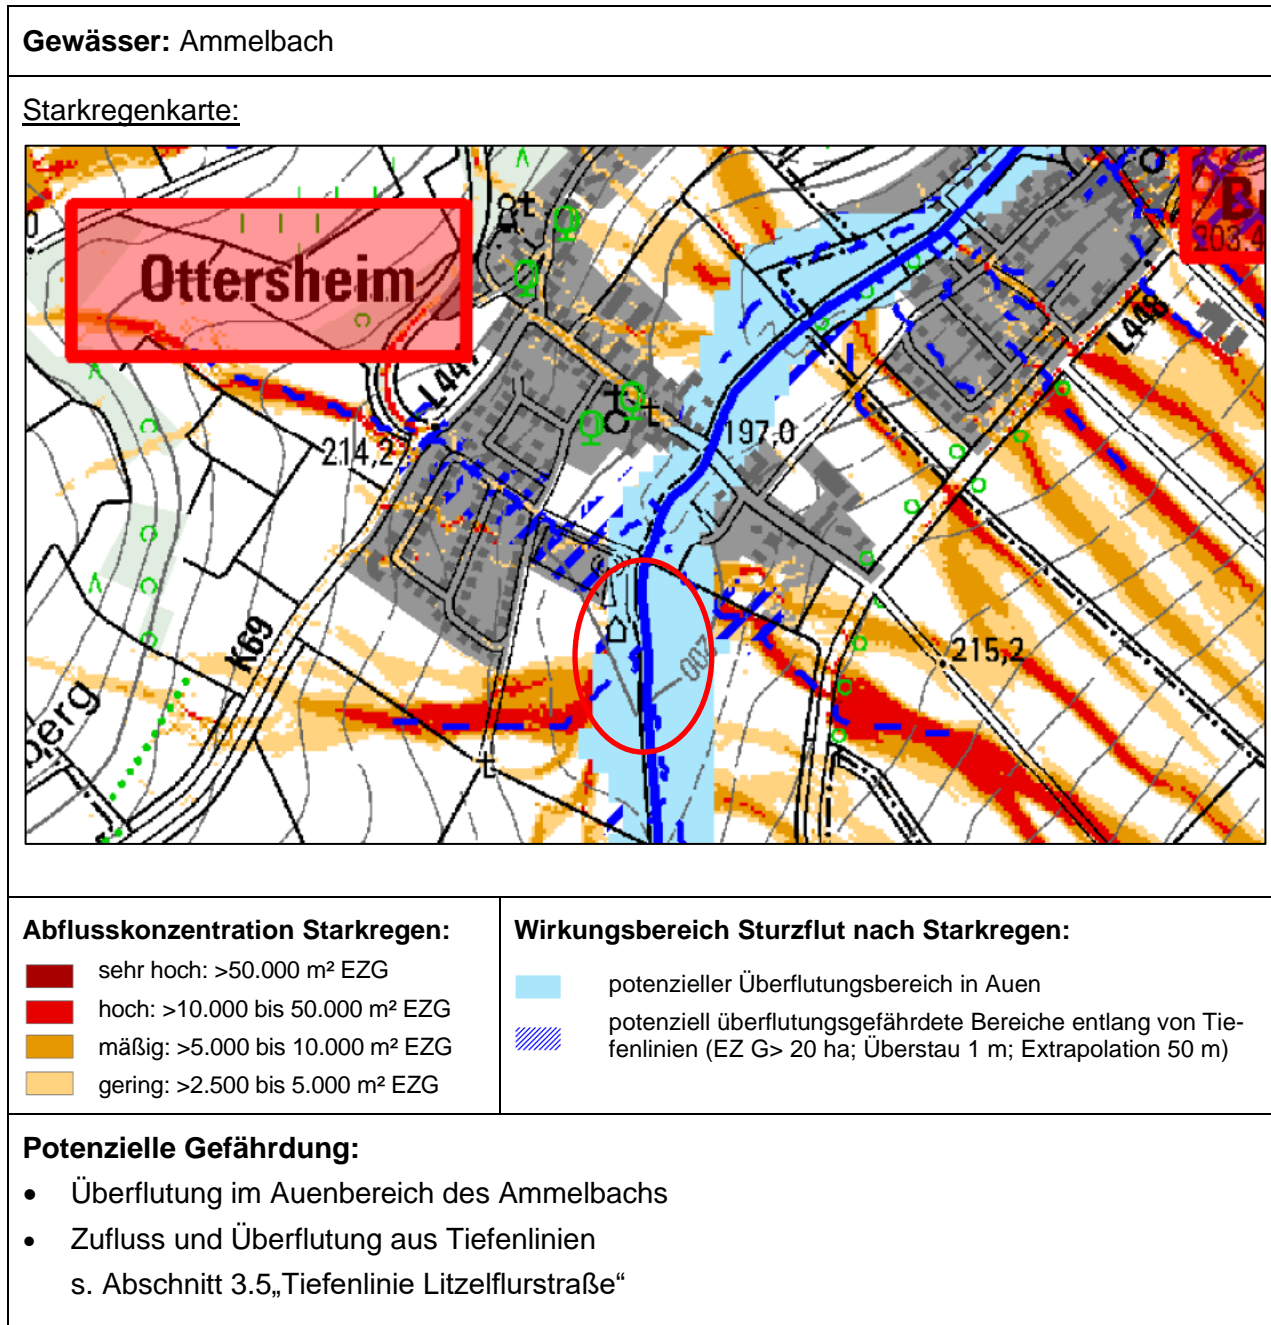 Gewässer: Ammelbach
Starkregenkarte:
Ottersheim
214,2
197,0
L448
K69
215,2
200
berg
203,4
Abflusskonzentration Starkregen:
sehr hoch: >50.000 m² EZG
hoch: >10.000 bis 50.000 m² EZG
mäßig: >5.000 bis 10.000 m² EZG
gering: >2.500 bis 5.000 m² EZG
Wirkungsbereich Sturzflut nach Starkregen:
potenzieller Überflutungsbereich in Auen
potenziell überflutungsgefährdete Bereiche entlang von Tie-
fenlinien (EZ G> 20 ha; Überstau 1 m; Extrapolation 50 m)
Potenzielle Gefährdung:
• Überflutung im Auenbereich des Ammelbachs
• Zufluss und Überflutung aus Tiefenlinien
s. Abschnitt 3.5„Tiefenlinie Litzelflurstraße“